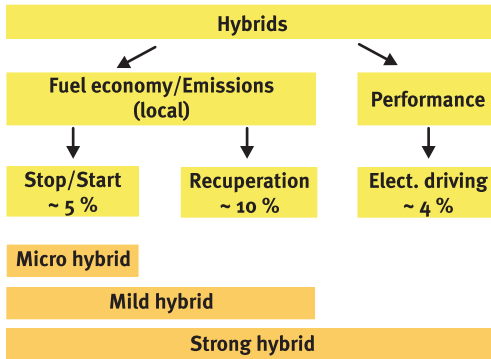 Hybrids
Fuel economy/Emissions
(local)
Performance
Stop/Start
~ 5 %
Recuperation
~ 10 %
Elect. driving
~ 4 %
Micro hybrid
Mild hybrid
Strong hybrid